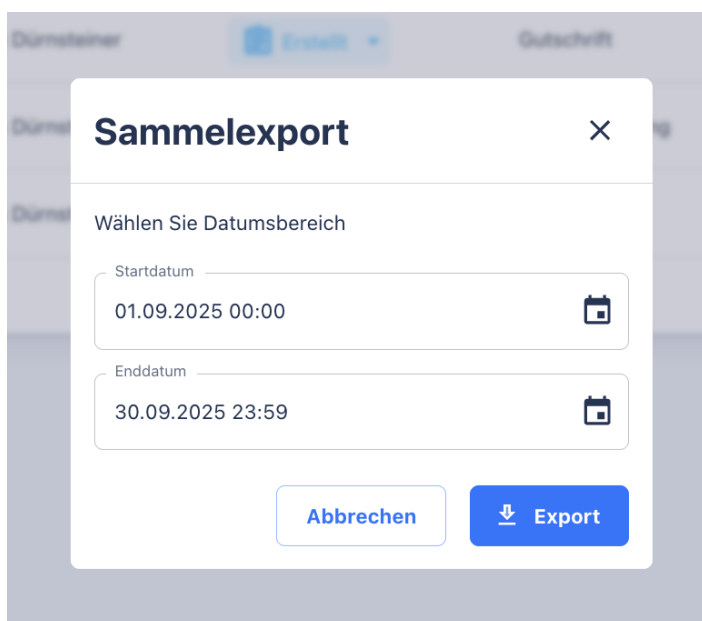 Dürnsteiner Erstellt Gutschrift
Sammelexport
Wählen Sie Datumsbereich
Startdatum
01.09.2025 00:00
Enddatum
30.09.2025 23:59
Abbrechen Export